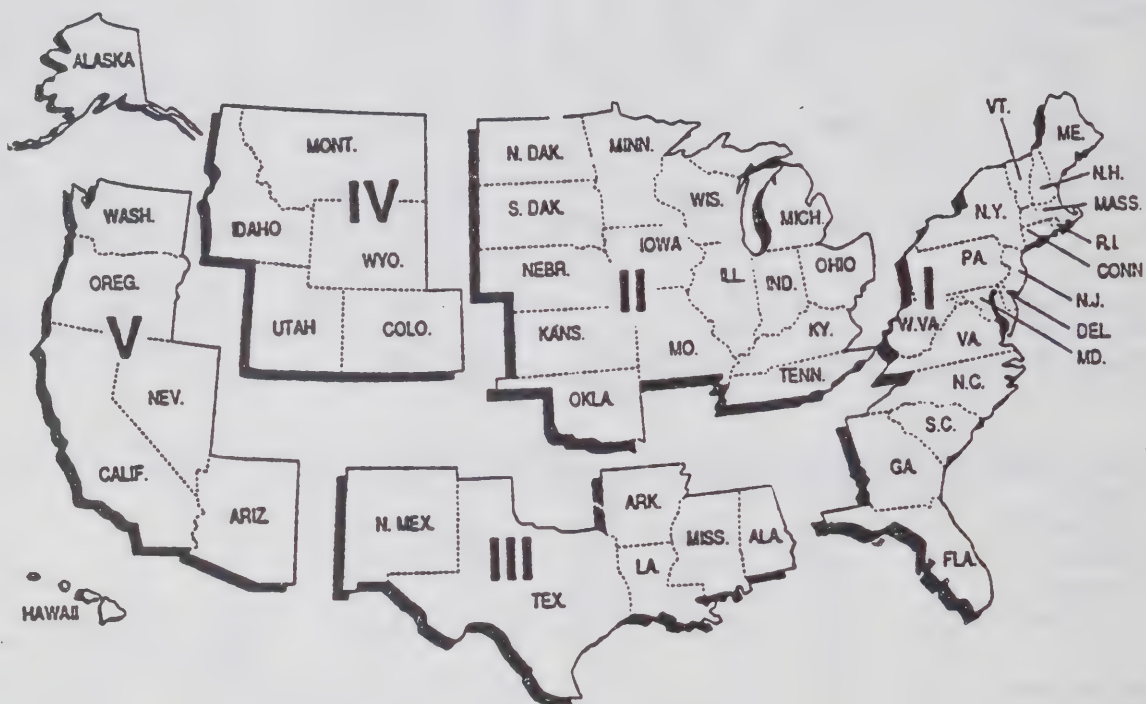 ALASKA
WASH.
OREG.
V
NEV.
CALIF.
ARIZ.
HAWAII
MONT.
IV
IDAHO
WYO.
UTAH
COLO.
N. DAK.
MINN.
S. DAK.
WIS.
MICH.
NEBR.
IOWA
II
ILL.
IND.
OHIO
KANS.
MO.
KY.
TENN.
OKLA.
N. MEX.
III
TEX.
ARK.
LA.
MISS.
ALA.
VT.
ME.
N.H.
MASS.
N.Y.
R.I.
CONN
PA.
N.J.
I
DEL
W.VA.
VA.
MD.
N.C.
S.C.
GA.
FLA.